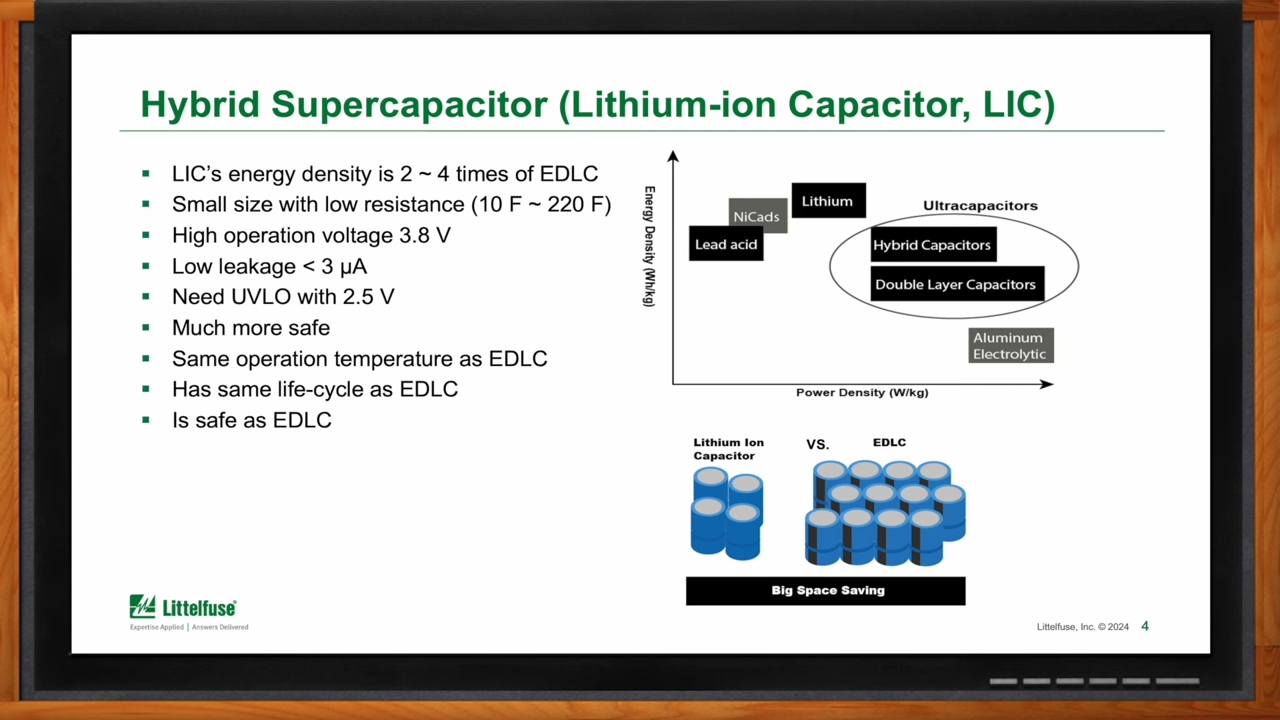 Hybrid Supercapacitor (Lithium-ion Capacitor, LIC)
LIC’s energy density is 2 ~ 4 times of EDLC
Small size with low resistance (10 F ~ 220 F)
High operation voltage 3.8 V
Low leakage < 3 µA
Need UVLO with 2.5 V
Much more safe
Same operation temperature as EDLC
Has same life-cycle as EDLC
Is safe as EDLC
Energy Density (Wh/kg)
Lithium
NiCads
Lead acid
Ultracapacitors
Hybrid Capacitors
Double Layer Capacitors
Aluminum
Electrolytic
Power Density (W/kg)
Lithium Ion
Capacitor
VS.
EDLC
Big Space Saving
Littelfuse®
Expertise Applied | Answers Delivered
Littelfuse, Inc. © 2024 4